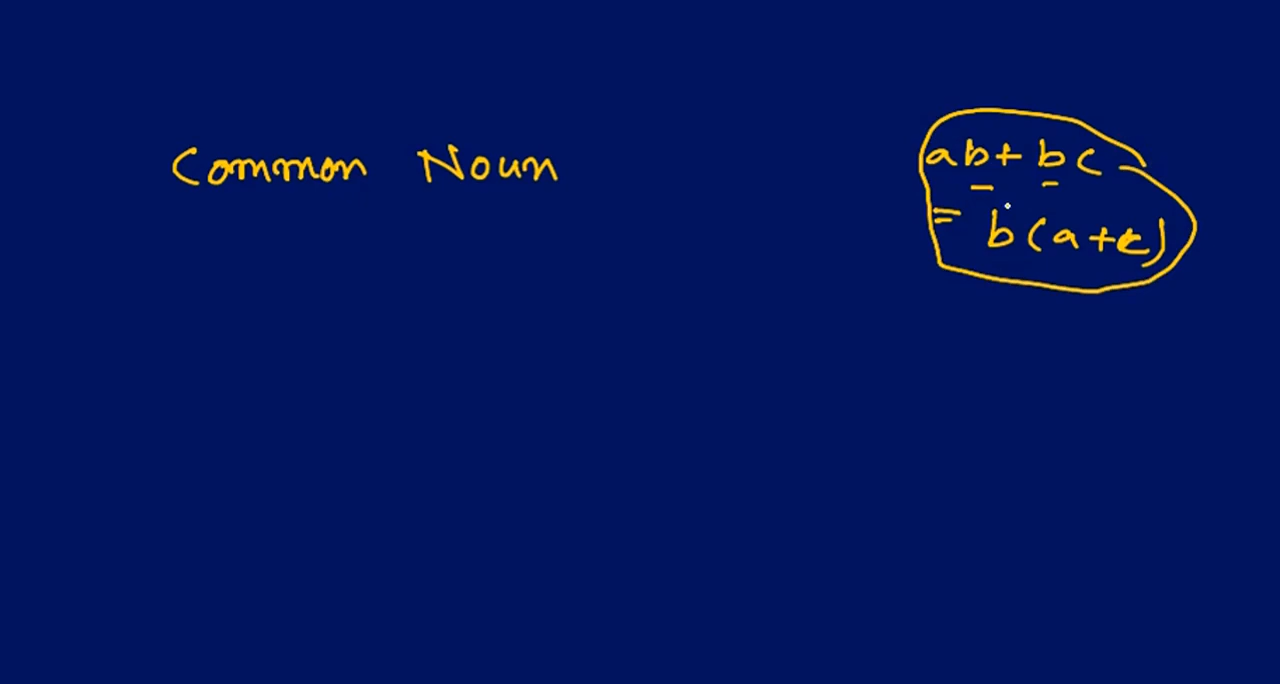 Common Noun
ab + bc
= b(a+c)